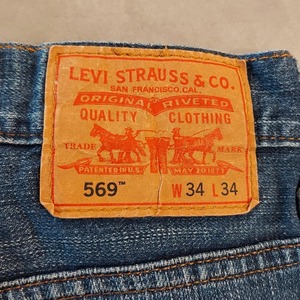 LEVI STRAUSS & CO.
SAN FRANCISCO, CAL.
ORIGINAL RIVETED
QUALITY CLOTHING
TRADE MARK
PATENTED IN U.S. MAY 20 1873
569™ W 34 L 34